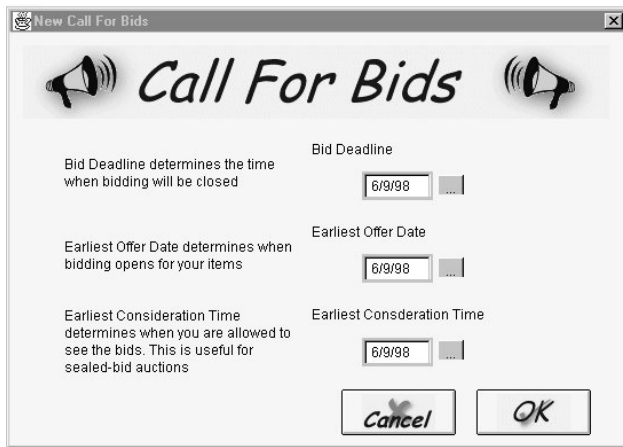 New Call For Bids
Call For Bids
Bid Deadline determines the time
when bidding will be closed
Bid Deadline
6/9/98
...
Earliest Offer Date determines when
bidding opens for your items
Earliest Offer Date
6/9/98
...
Earliest Consideration Time
determines when you are allowed to
see the bids. This is useful for
sealed-bid auctions
Earliest Consderation Time
6/9/98
...
Cancel
OK